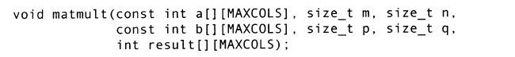 void matmult(const int a[][MAXCOLS], size_t m, size_t n,
const int b[][MAXCOLS], size_t p, size_t q,
int result[][MAXCOLS);